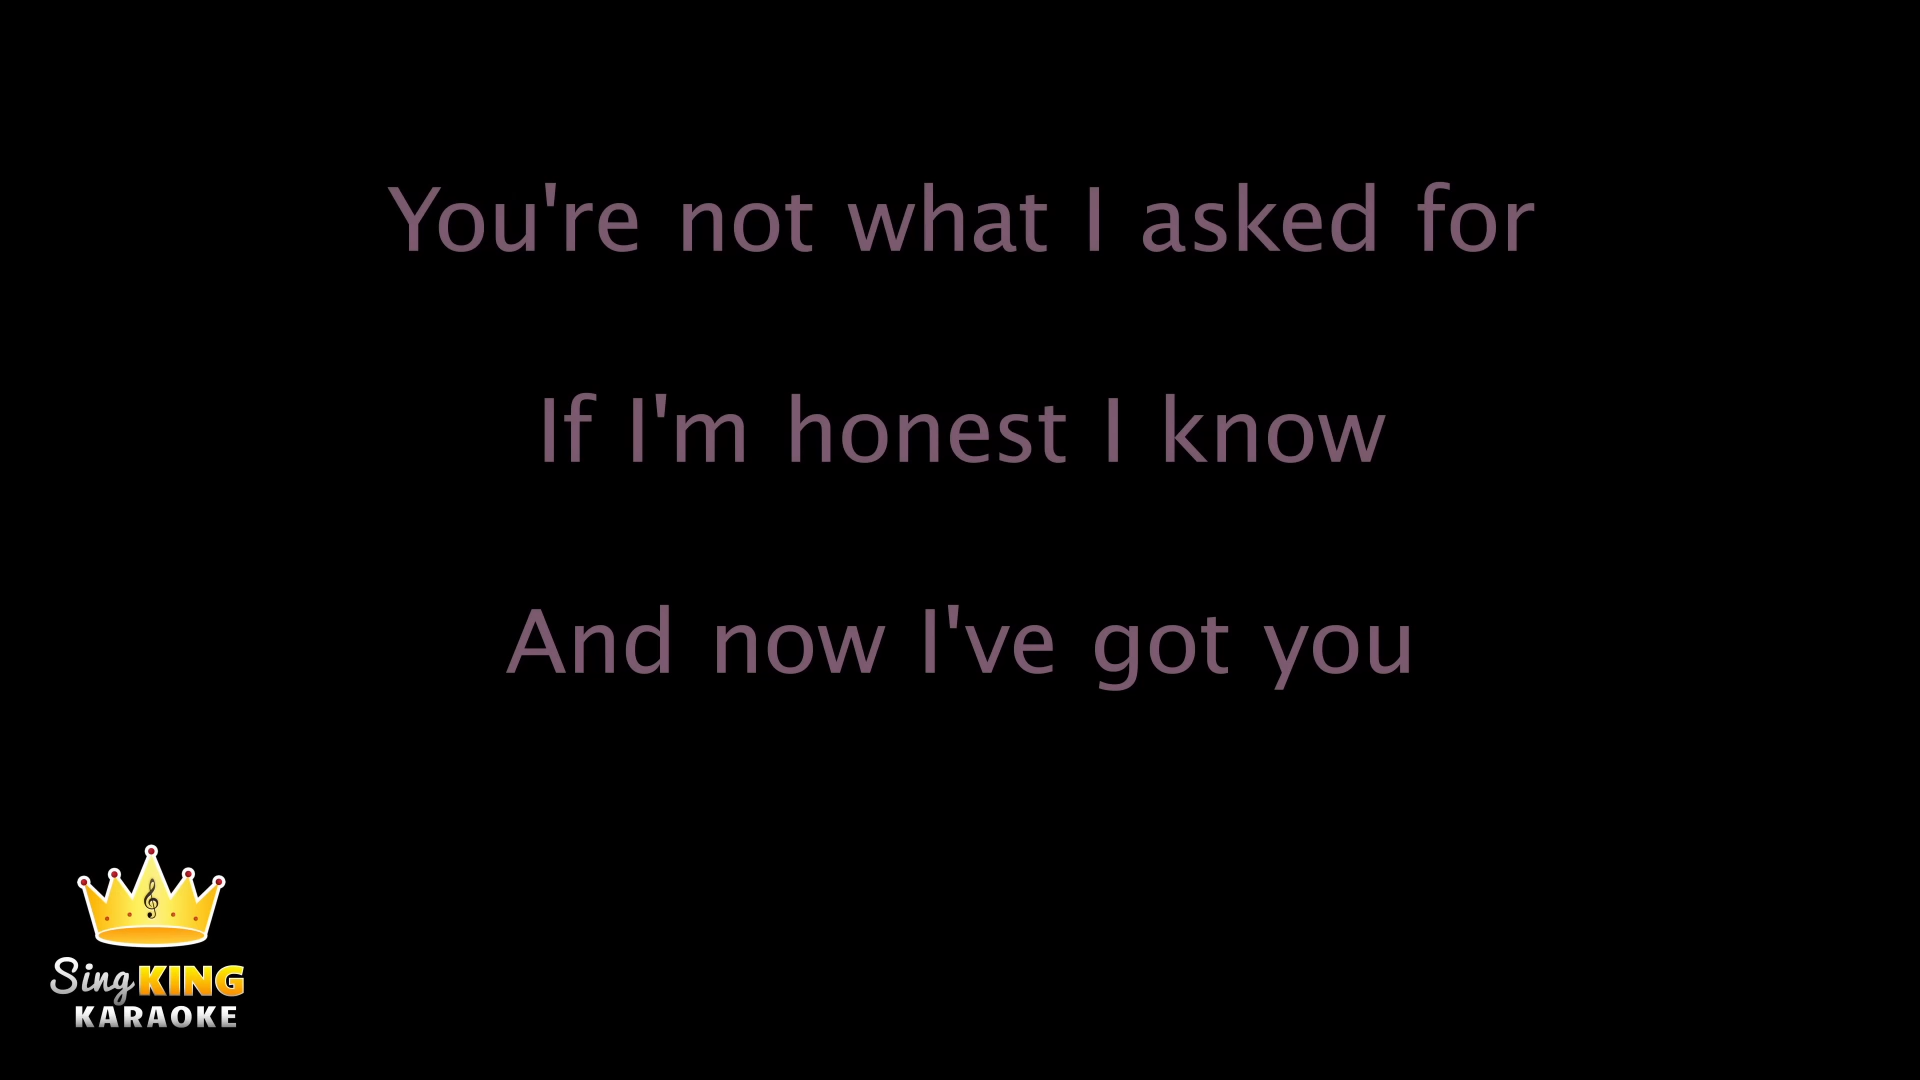 You're not what I asked for
If I'm honest I know
And now I've got you
Sing KING
KARAOKE